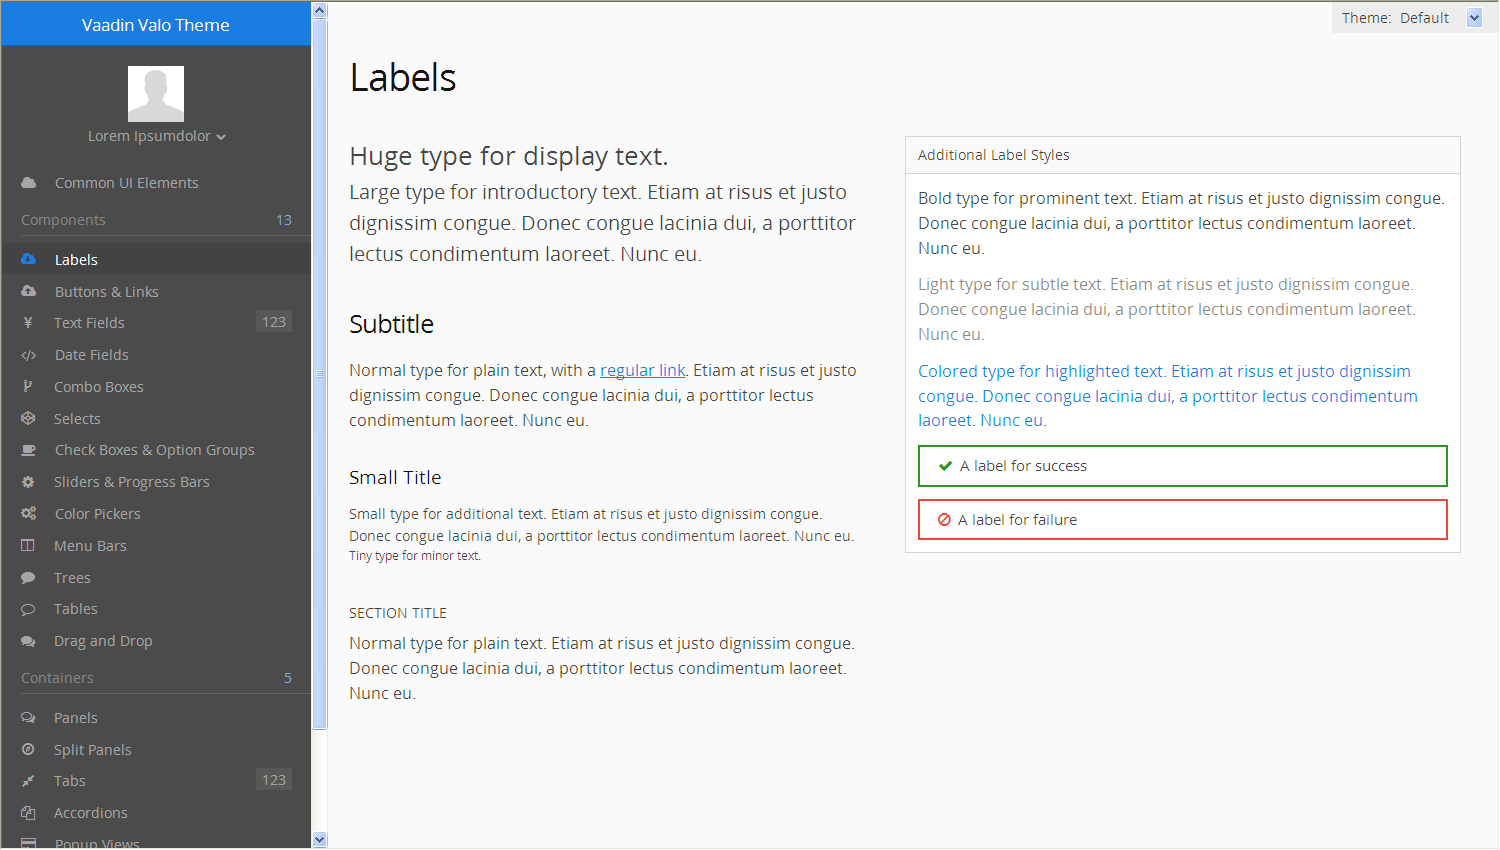 Vaadin Valo Theme
Lorem Ipsumdolor
Common UI Elements
Components 13
Labels
Buttons & Links
Text Fields 123
Date Fields
Combo Boxes
Selects
Check Boxes & Option Groups
Sliders & Progress Bars
Color Pickers
Menu Bars
Trees
Tables
Drag and Drop
Containers 5
Panels
Split Panels
Tabs 123
Accordions
Popup Views
Theme: Default
Labels
Huge type for display text.
Large type for introductory text. Etiam at risus et justo
dignissim congue. Donec congue lacinia dui, a porttitor
lectus condimentum laoreet. Nunc eu.
Subtitle
Normal type for plain text, with a regular link. Etiam at risus et justo
dignissim congue. Donec congue lacinia dui, a porttitor lectus
condimentum laoreet. Nunc eu.
Small Title
Small type for additional text. Etiam at risus et justo dignissim congue.
Donec congue lacinia dui, a porttitor lectus condimentum laoreet. Nunc eu.
Tiny type for minor text.
SECTION TITLE
Normal type for plain text. Etiam at risus et justo dignissim congue.
Donec congue lacinia dui, a porttitor lectus condimentum laoreet.
Nunc eu.
Additional Label Styles
Bold type for prominent text. Etiam at risus et justo dignissim congue.
Donec congue lacinia dui, a porttitor lectus condimentum laoreet.
Nunc eu.
Light type for subtle text. Etiam at risus et justo dignissim congue.
Donec congue lacinia dui, a porttitor lectus condimentum laoreet.
Nunc eu.
Colored type for highlighted text. Etiam at risus et justo dignissim
congue. Donec congue lacinia dui, a porttitor lectus condimentum
laoreet. Nunc eu.
A label for success
A label for failure